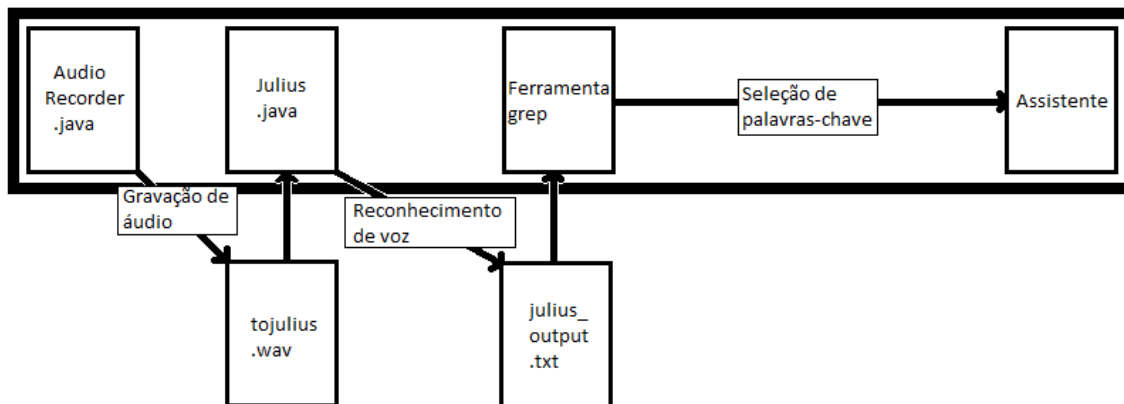 Audio
Recorder
.java
Julius
.java
Ferramenta
grep
Seleção de
palavras-chave
Assistente
Gravação de
áudio
Reconhecimento
de voz
tojulius
.wav
julius_
output
.txt